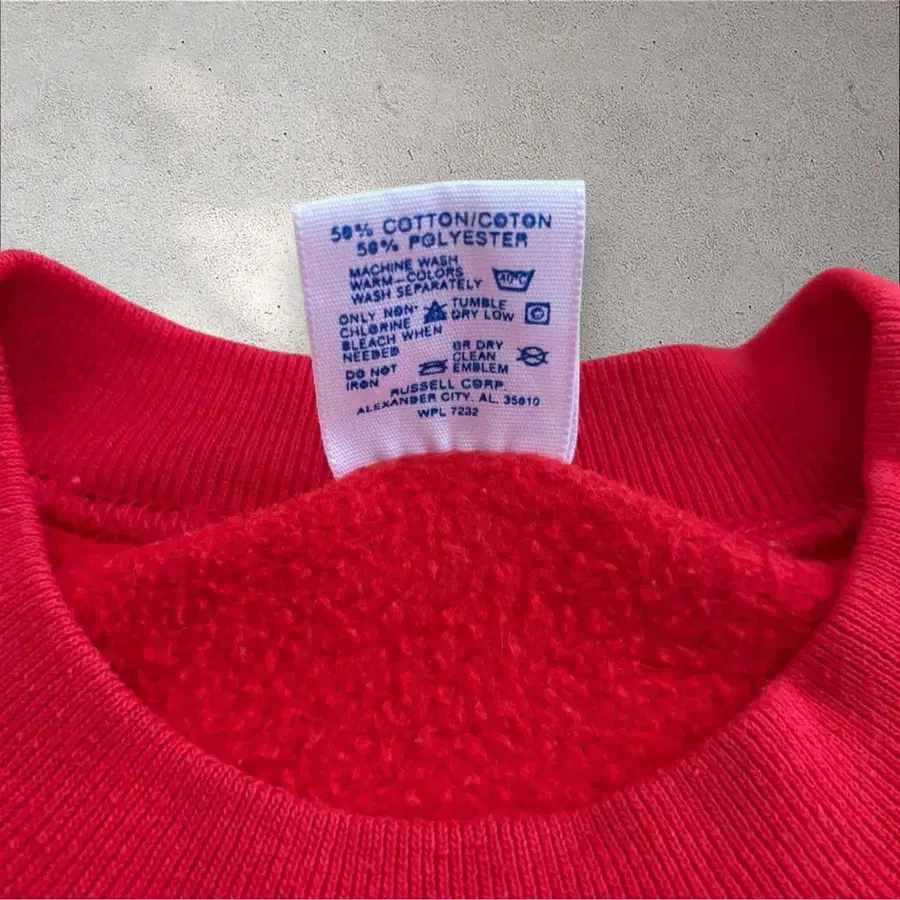 50% COTTON/COTON
50% POLYESTER
MACHINE WASH
WARM-COLORS
WASH SEPARATELY
40°C
ONLY NON-
CHLORINE
BLEACH WHEN
NEEDED
TUMBLE
DRY LOW
DO NOT
IRON
OR DRY
CLEAN
EMBLEM
RUSSELL CORP.
ALEXANDER CITY, AL. 35010
WPL 7232